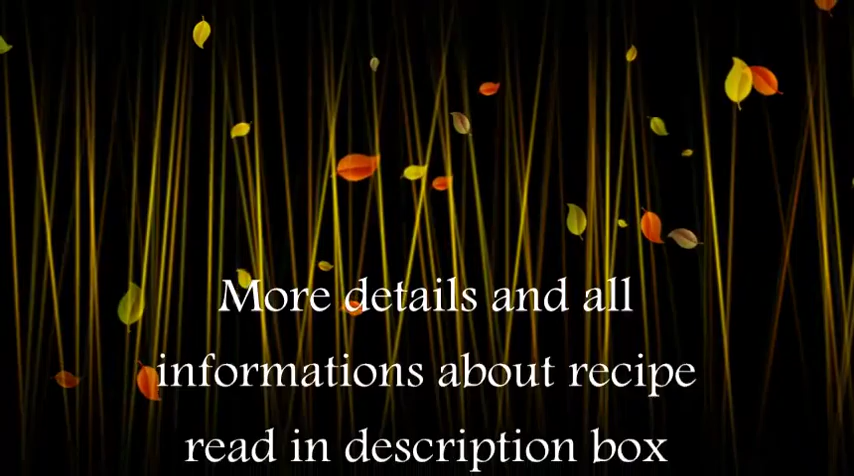 More details and all
informations about recipe
read in description box